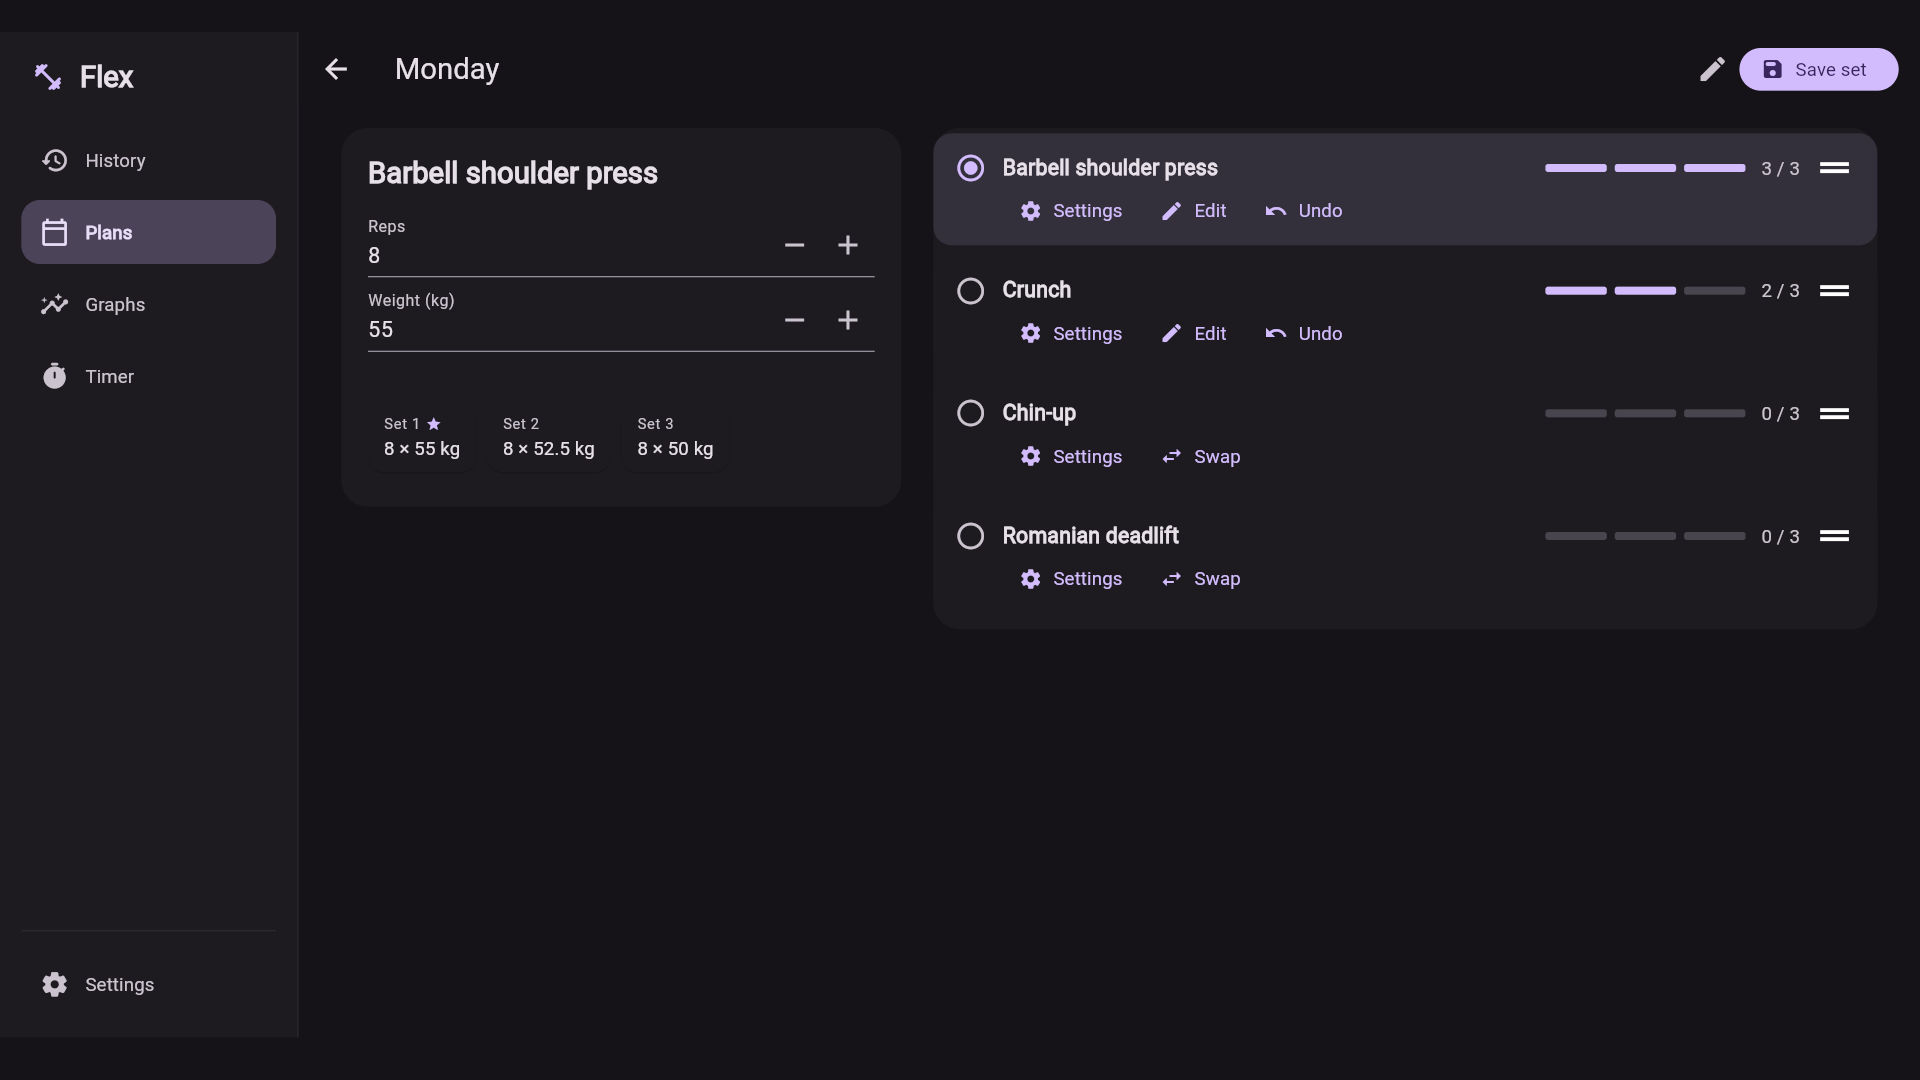 Flex
History
Plans
Graphs
Timer
Settings
Monday
Save set
Barbell shoulder press
Reps
8
Weight (kg)
55
Set 1
8 × 55 kg
Set 2
8 × 52.5 kg
Set 3
8 × 50 kg
Barbell shoulder press
3 / 3
Settings Edit Undo
Crunch
2 / 3
Settings Edit Undo
Chin-up
0 / 3
Settings Swap
Romanian deadlift
0 / 3
Settings Swap